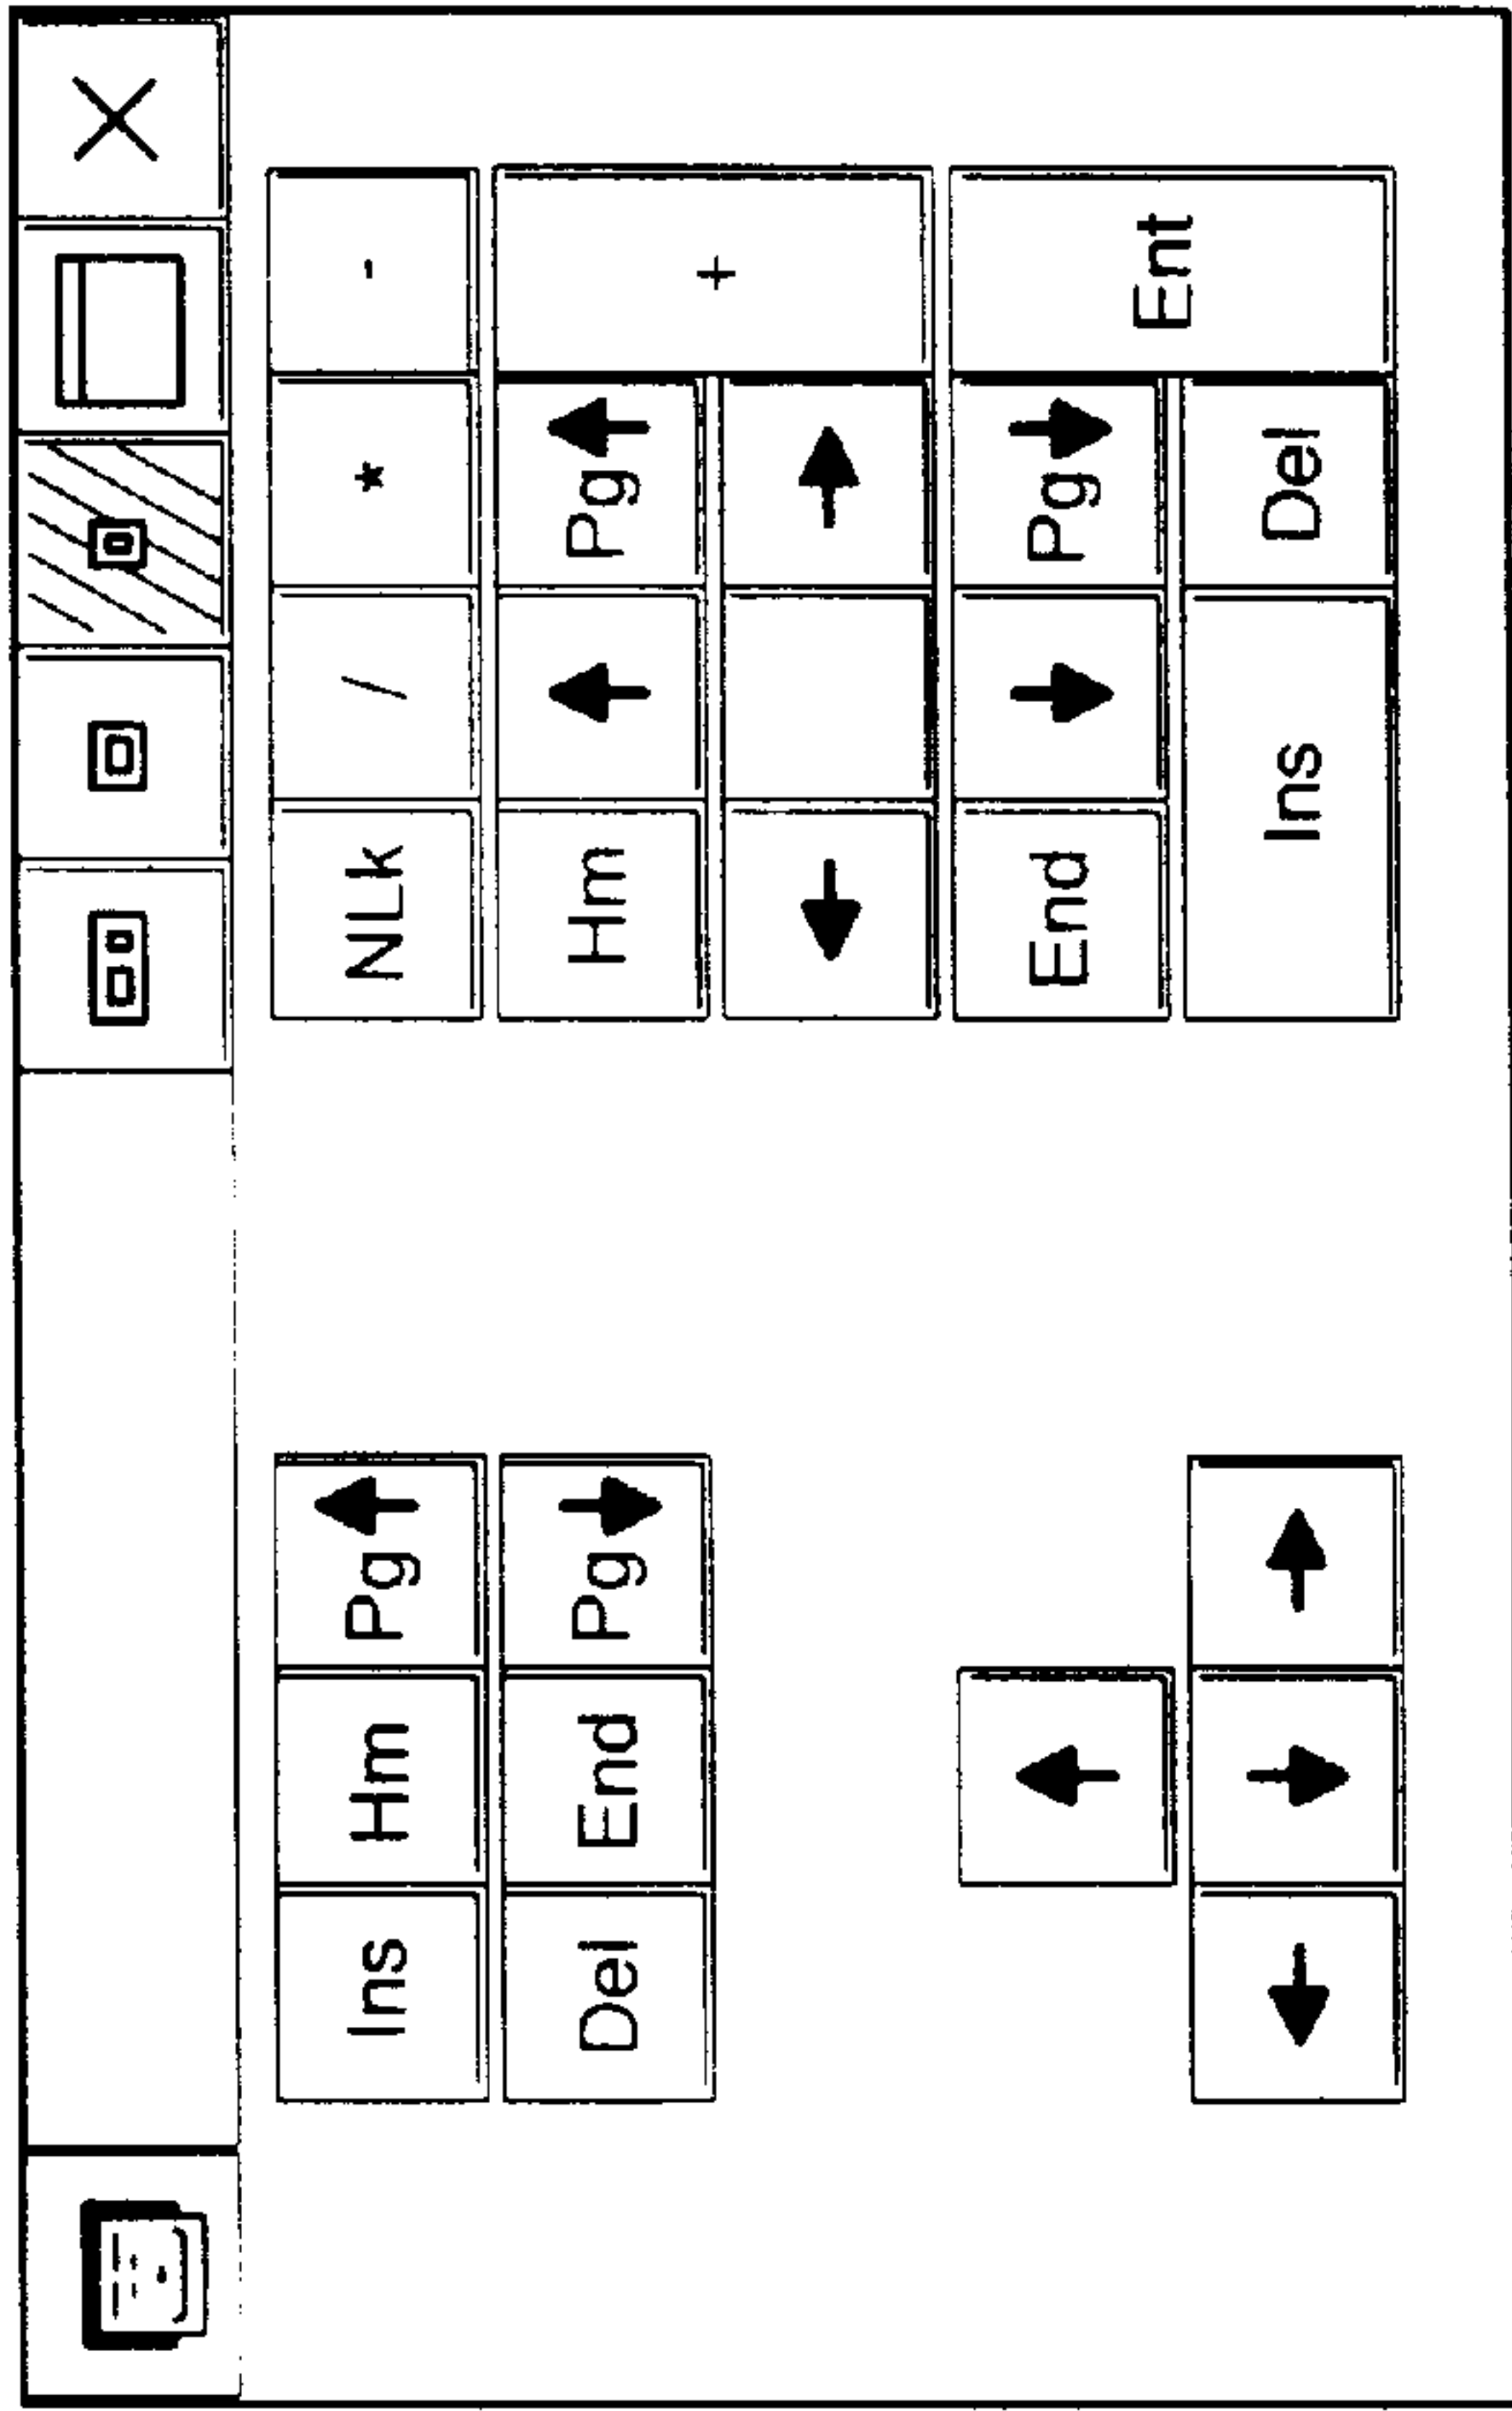 Ins Hm Pg↑ NLk / * -
Del End Pg↓ Hm ↑ Pg↑ +
← →
↑ End ↓ Pg↓ Ent
← ↓ → Ins Del